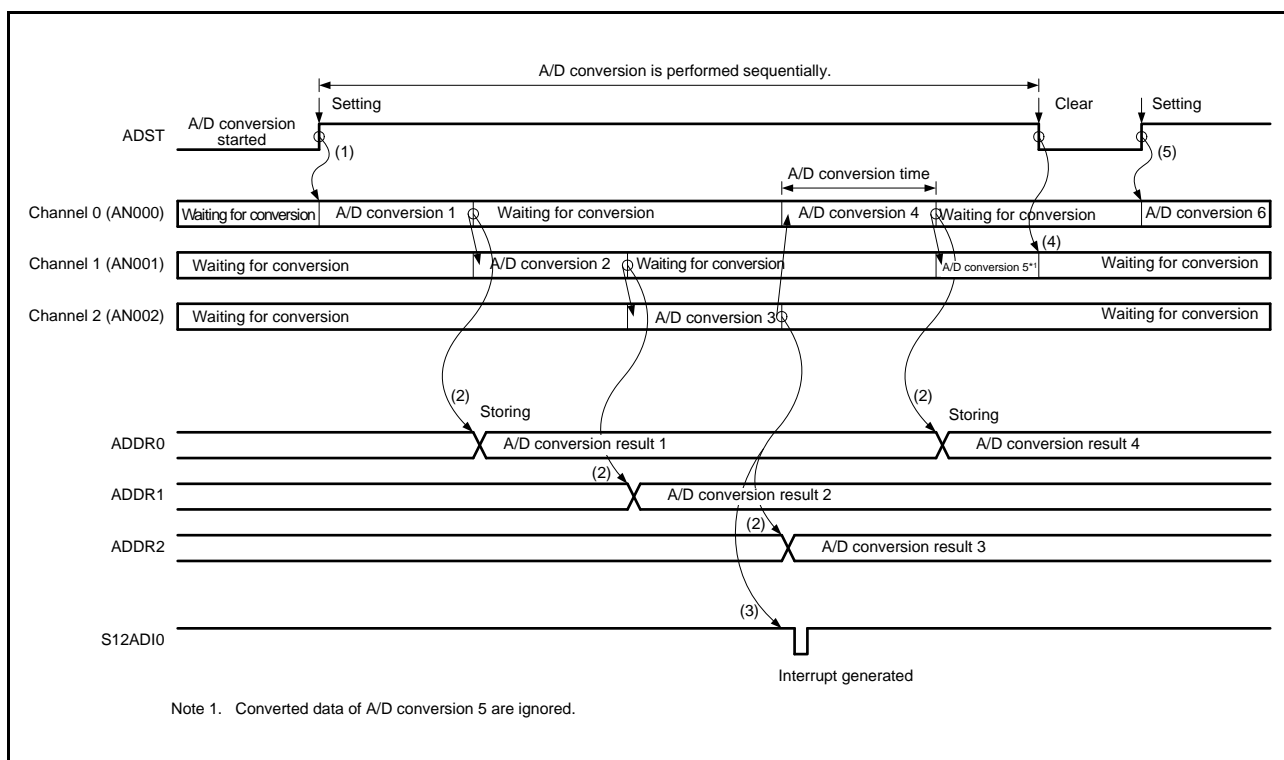 A/D conversion is performed sequentially.
Setting
Clear
Setting
ADST
A/D conversion
started
(1)
(5)
A/D conversion time
Channel 0 (AN000)
Waiting for conversion
A/D conversion 1
Waiting for conversion
A/D conversion 4
Waiting for conversion
A/D conversion 6
(4)
Channel 1 (AN001)
Waiting for conversion
A/D conversion 2
Waiting for conversion
A/D conversion 5*1
Waiting for conversion
Channel 2 (AN002)
Waiting for conversion
A/D conversion 3
Waiting for conversion
(2)
Storing
(2)
Storing
ADDR0
A/D conversion result 1
A/D conversion result 4
(2)
ADDR1
A/D conversion result 2
(2)
ADDR2
A/D conversion result 3
(3)
S12ADI0
Interrupt generated
Note 1. Converted data of A/D conversion 5 are ignored.